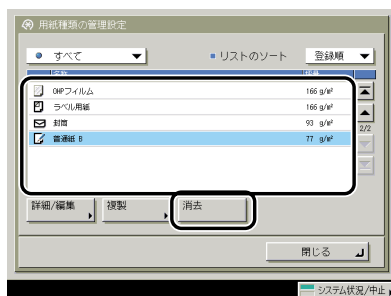 用紙種類の管理設定
すべて
リストのソート 登録順
名称
OHPフィルム 166 g/m²
ラベル用紙 166 g/m²
封筒 93 g/m²
普通紙 B 77 g/m²
2/2
詳細/編集 複製 消去
閉じる
システム状況/中止